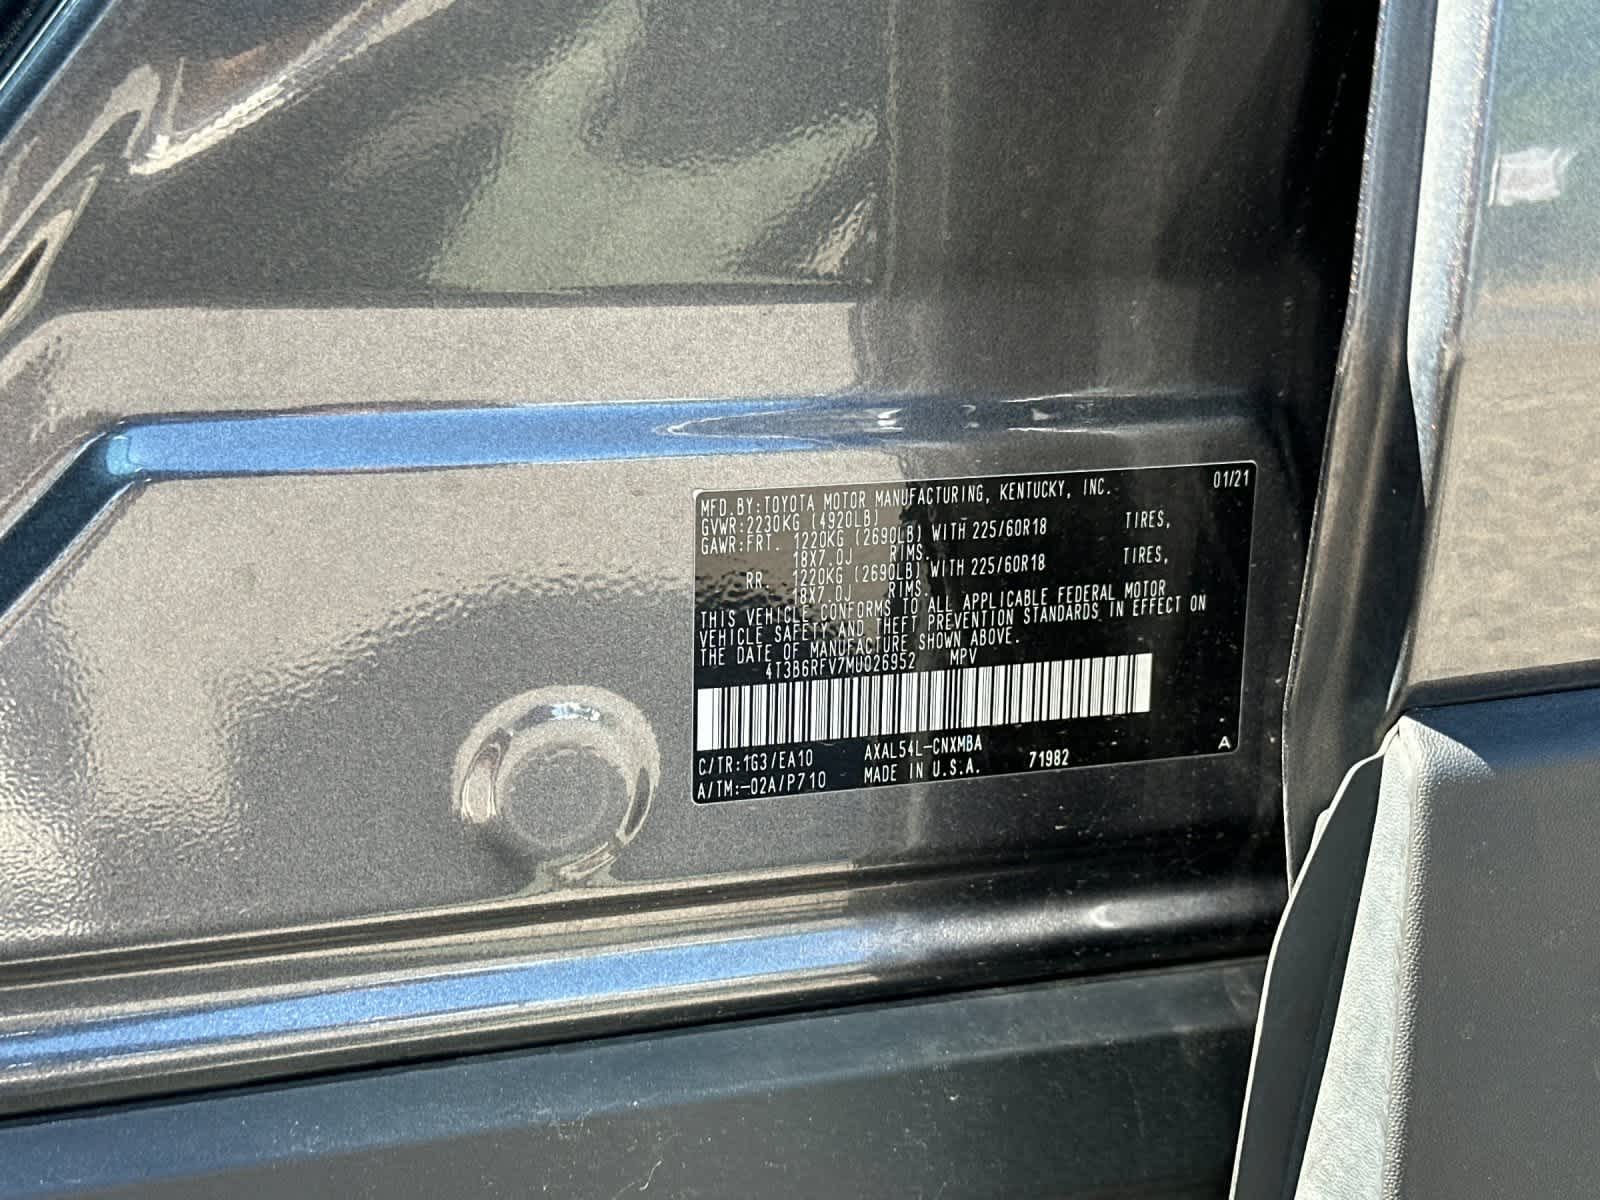 MFD.BY:TOYOTA MOTOR MANUFACTURING, KENTUCKY, INC. 01/21
GVWR:2230KG (4920LB)
GAWR:FRT. 1220KG (2690LB) WITH 225/60R18 TIRES,
18X7.0J RIMS.
RR. 1220KG (2690LB) WITH 225/60R18 TIRES,
18X7.0J RIMS.
THIS VEHICLE CONFORMS TO ALL APPLICABLE FEDERAL MOTOR
VEHICLE SAFETY AND THEFT PREVENTION STANDARDS IN EFFECT ON
THE DATE OF MANUFACTURE SHOWN ABOVE.
4T3B6RFV7MU026952 MPV
C/TR:1G3/EA10 AXAL54L-CNXMBA A
A/TM:-02A/P710 MADE IN U.S.A. 71982